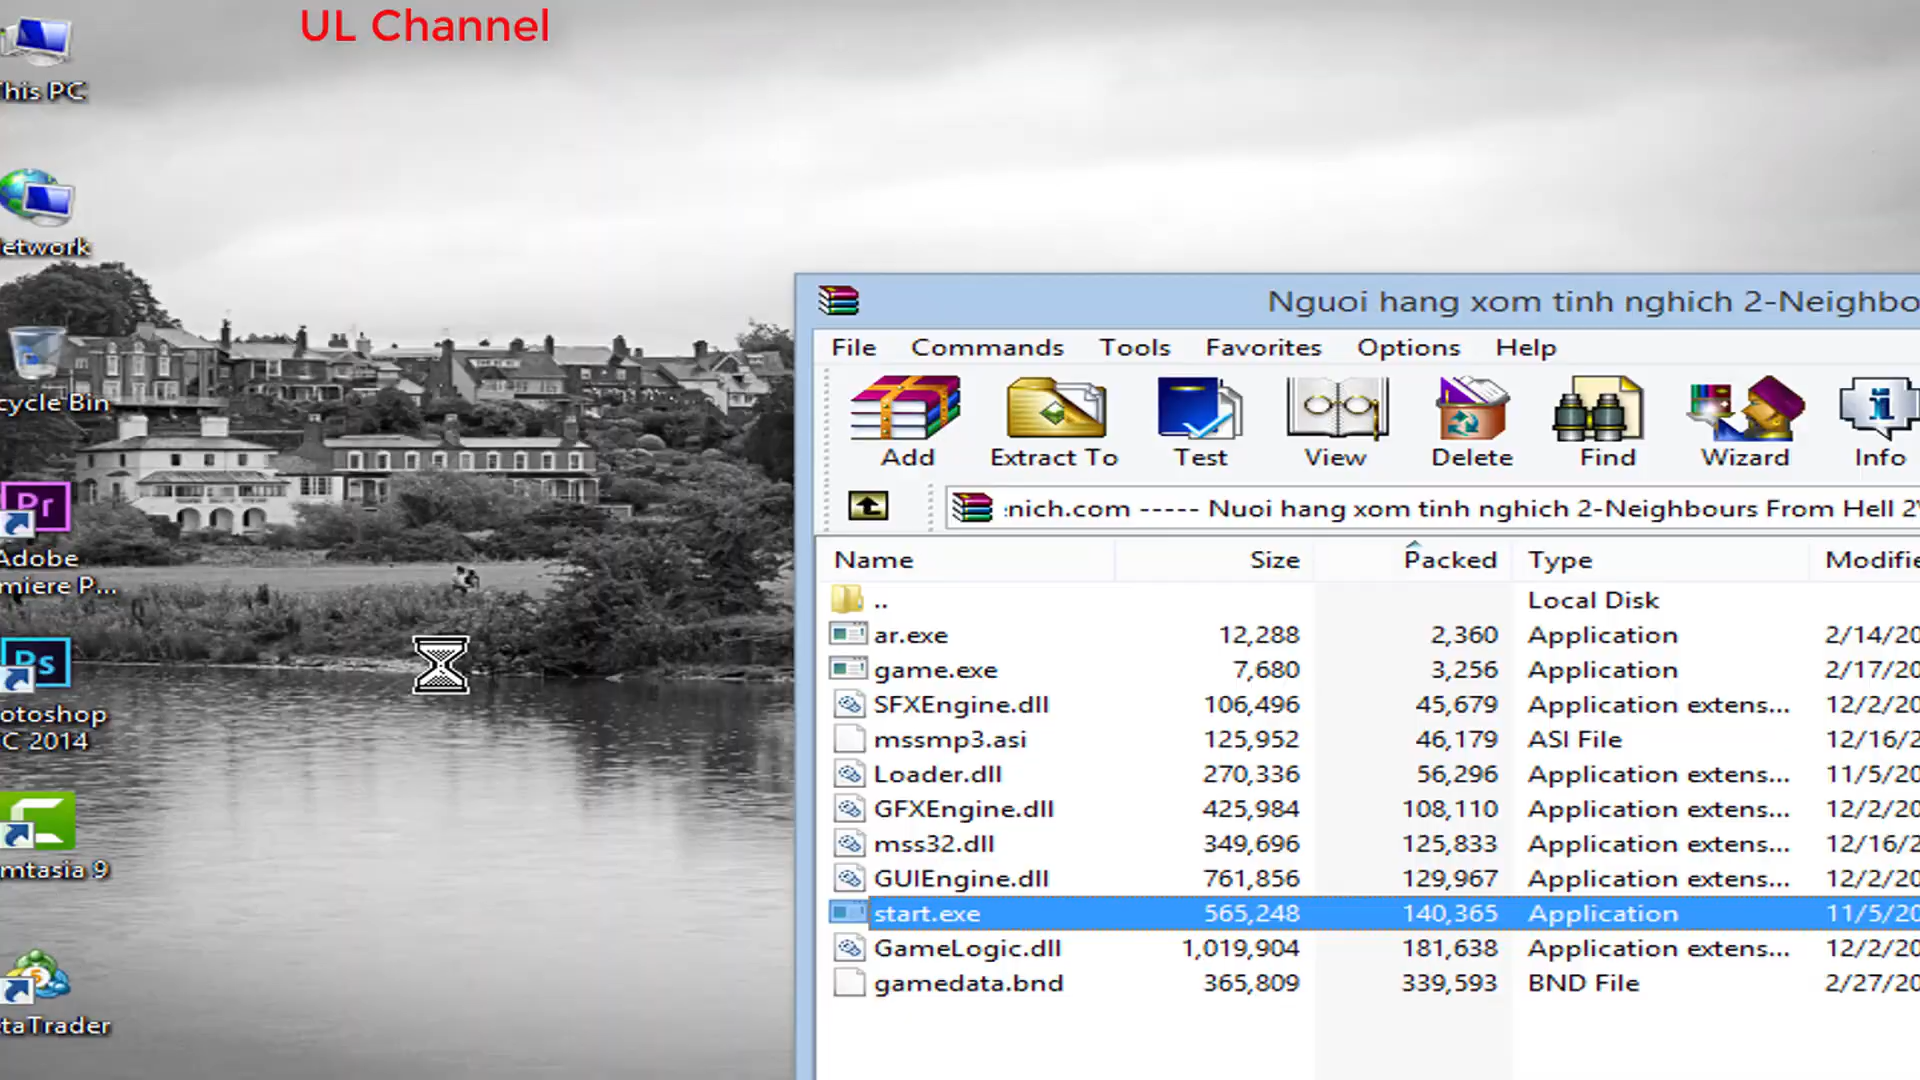 UL Channel
This PC
Network
cycle Bin
Pr
Adobe
miere P...
Ps
otoshop
C 2014
mtasia 9
taTrader
Nguoi hang xom tinh nghich 2-Neighbo
File Commands Tools Favorites Options Help
Add Extract To Test View Delete Find Wizard Info
nich.com ----- Nuoi hang xom tinh nghich 2-Neighbours From Hell 2
Name Size Packed Type Modifie
.. Local Disk
ar.exe 12,288 2,360 Application 2/14/20
game.exe 7,680 3,256 Application 2/17/20
SFXEngine.dll 106,496 45,679 Application extens... 12/2/20
mssmp3.asi 125,952 46,179 ASI File 12/16/2
Loader.dll 270,336 56,296 Application extens... 11/5/20
GFXEngine.dll 425,984 108,110 Application extens... 12/2/20
mss32.dll 349,696 125,833 Application extens... 12/16/2
GUIEngine.dll 761,856 129,967 Application extens... 12/2/20
start.exe 565,248 140,365 Application 11/5/20
GameLogic.dll 1,019,904 181,638 Application extens... 12/2/20
gamedata.bnd 365,809 339,593 BND File 2/27/20